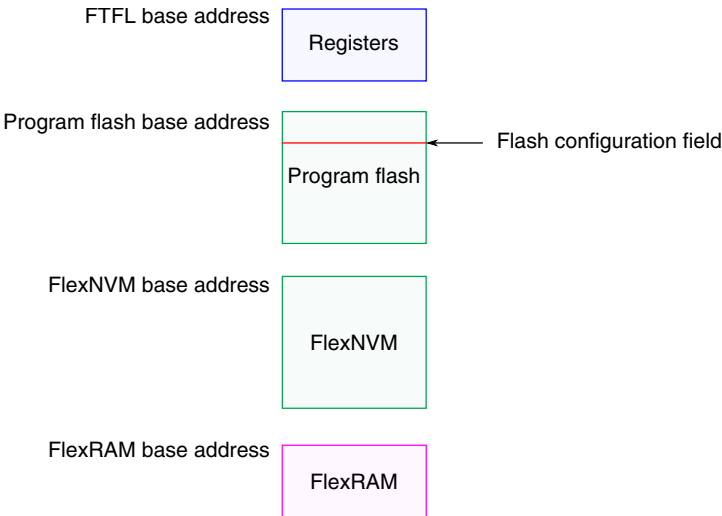 FTFL base address
Registers
Program flash base address
Flash configuration field
Program flash
FlexNVM base address
FlexNVM
FlexRAM base address
FlexRAM